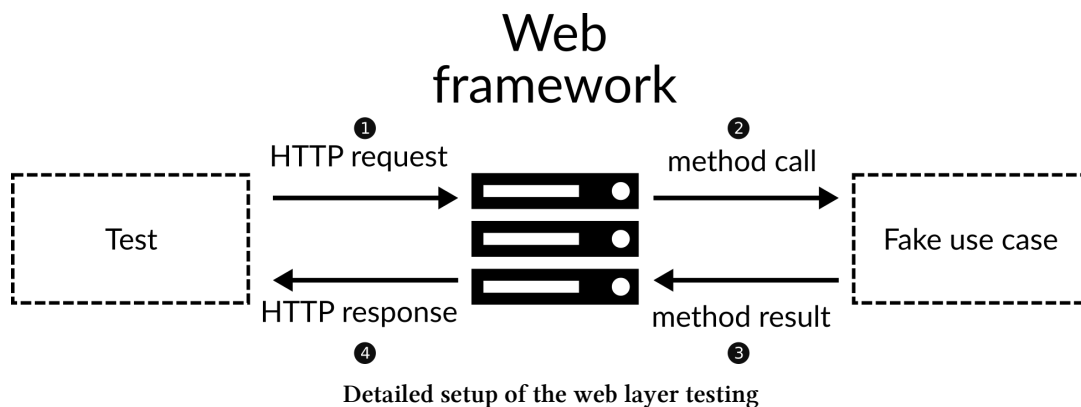 Web
framework
❶
HTTP request
❷
method call
Test
Fake use case
HTTP response
❹
method result
❸
Detailed setup of the web layer testing